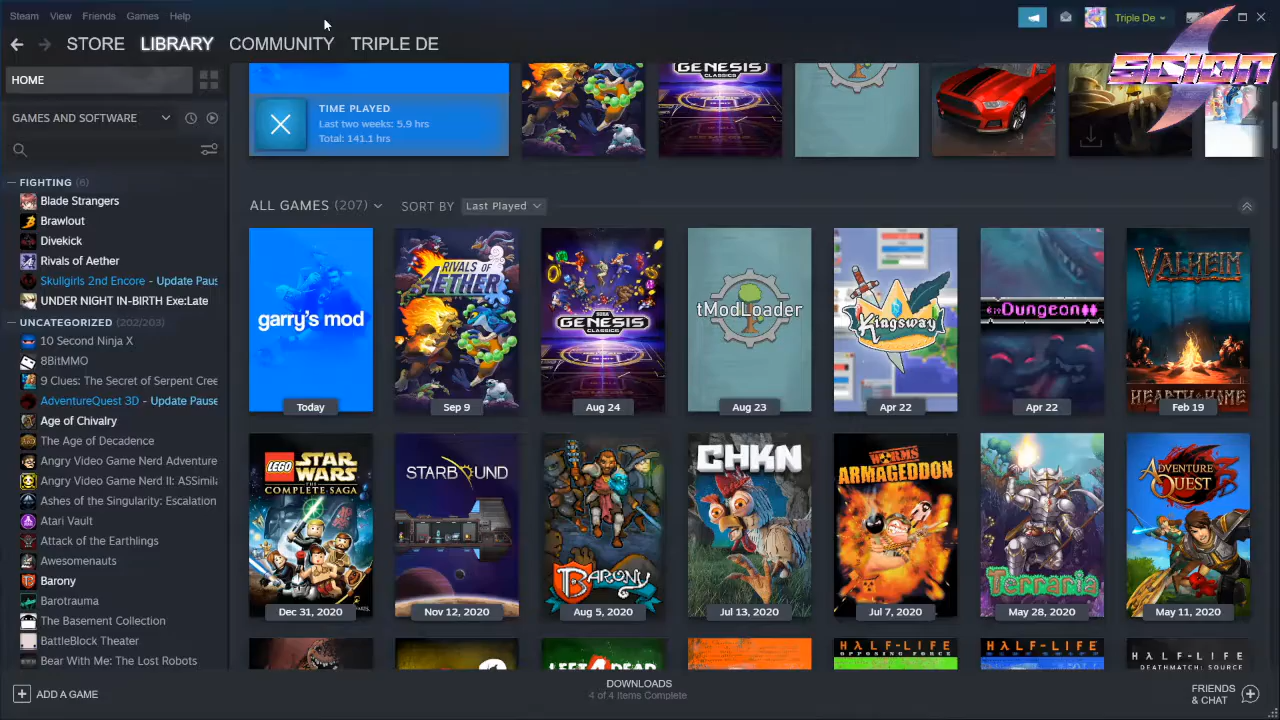 Steam View Friends Games Help
Triple De
STORE LIBRARY COMMUNITY TRIPLE DE
SCION
HOME
GAMES AND SOFTWARE
FIGHTING (6)
Blade Strangers
Brawlout
Divekick
Rivals of Aether
Skullgirls 2nd Encore - Update Paus
UNDER NIGHT IN-BIRTH Exe:Late
UNCATEGORIZED (202/203)
10 Second Ninja X
8BitMMO
9 Clues: The Secret of Serpent Cree
AdventureQuest 3D - Update Pause
Age of Chivalry
The Age of Decadence
Angry Video Game Nerd Adventure
Angry Video Game Nerd II: ASSimila
Ashes of the Singularity: Escalation
Atari Vault
Attack of the Earthlings
Awesomenauts
Barony
Barotrauma
The Basement Collection
BattleBlock Theater
Bear With Me: The Lost Robots
TIME PLAYED
Last two weeks: 5.9 hrs
Total: 141.1 hrs
GENESIS
CLASSICS
ALL GAMES (207) SORT BY Last Played
garry's mod
Today
RIVALS OF
AETHER
Sep 9
SEGA
GENESIS
CLASSICS
Aug 24
tModLoader
Aug 23
Kingsway
Apr 22
Dungeon
Apr 22
VALHEIM
HEARTH & HOME
Feb 19
LEGO STAR
WARS
THE
COMPLETE SAGA
Dec 31, 2020
STARBOUND
Nov 12, 2020
BARONY
Aug 5, 2020
CHKN
Jul 13, 2020
WORMS
ARMAGEDDON
Jul 7, 2020
Terraria
May 28, 2020
ADVENTURE
QUEST 3D
May 11, 2020
LEFT 4 DEAD
HALF-LIFE
OPPOSING FORCE
HALF-LIFE
HALF-LIFE
DEATHMATCH: SOURCE
ADD A GAME
DOWNLOADS
4 of 4 Items Complete
FRIENDS
& CHAT